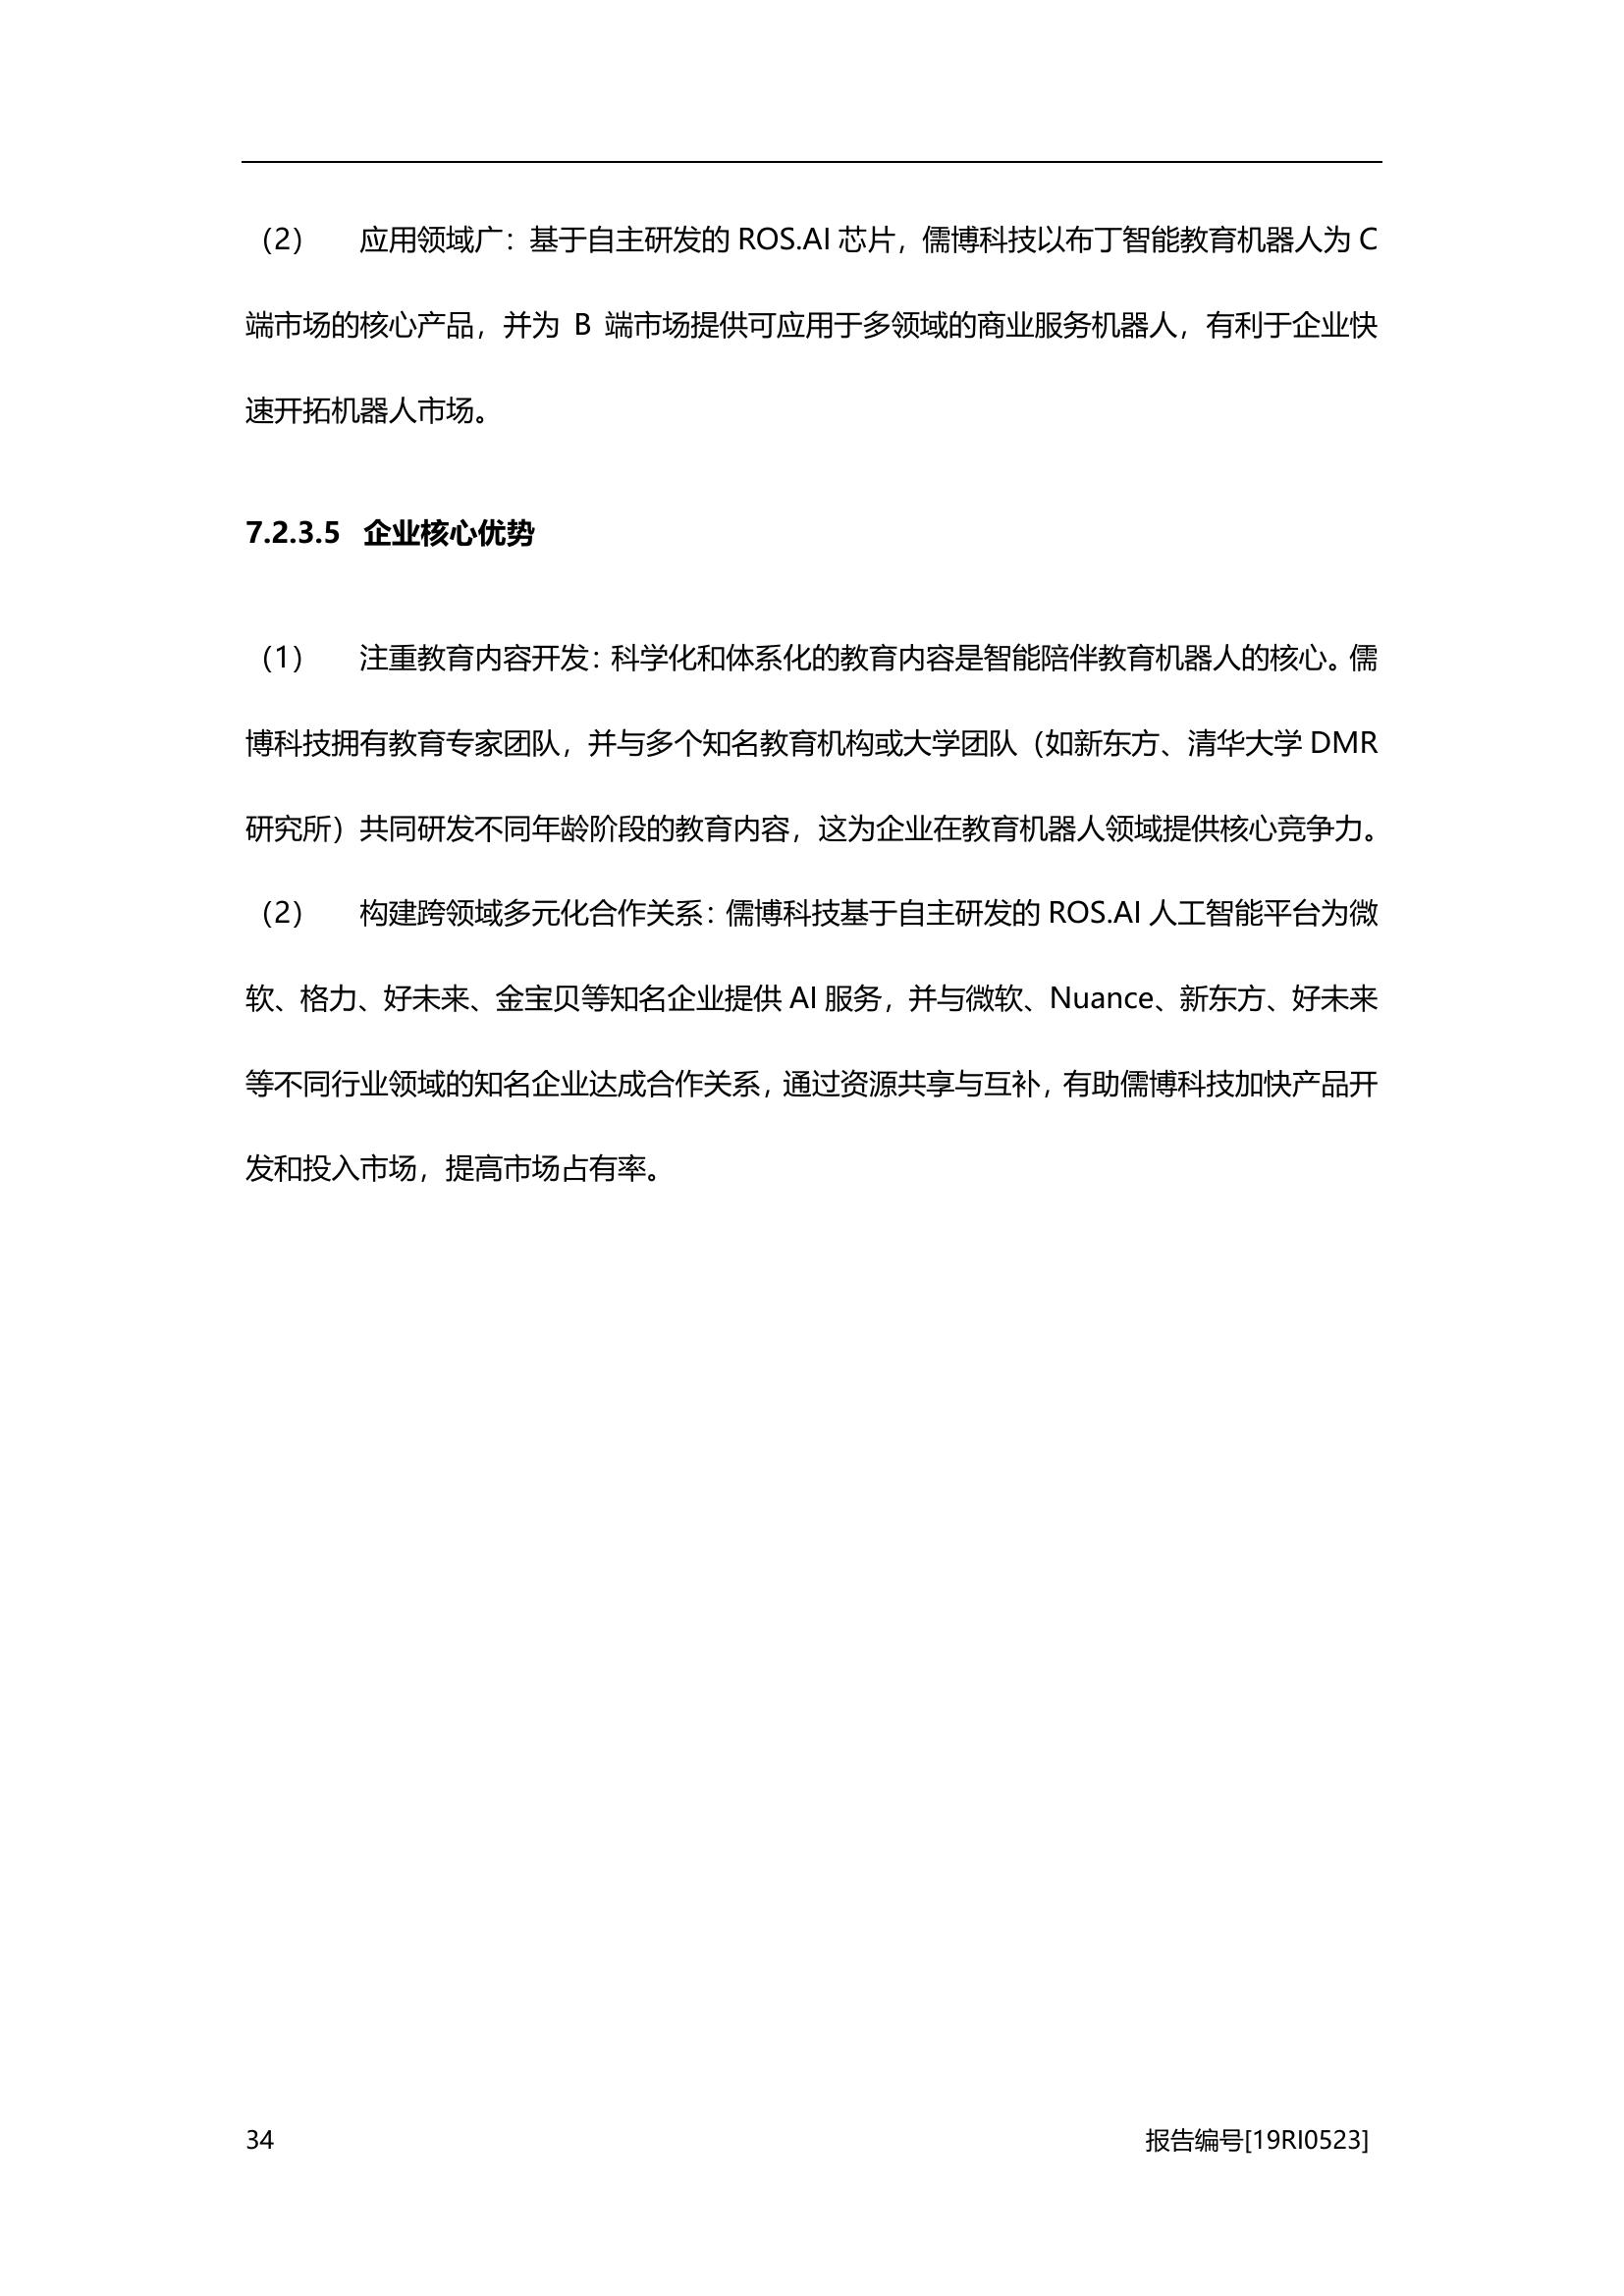 （2） 应用领域广：基于自主研发的 ROS.AI 芯片，儒博科技以布丁智能教育机器人为 C
端市场的核心产品，并为 B 端市场提供可应用于多领域的商业服务机器人，有利于企业快
速开拓机器人市场。
7.2.3.5 企业核心优势
（1） 注重教育内容开发：科学化和体系化的教育内容是智能陪伴教育机器人的核心。儒
博科技拥有教育专家团队，并与多个知名教育机构或大学团队（如新东方、清华大学 DMR
研究所）共同研发不同年龄阶段的教育内容，这为企业在教育机器人领域提供核心竞争力。
（2） 构建跨领域多元化合作关系：儒博科技基于自主研发的 ROS.AI 人工智能平台为微
软、格力、好未来、金宝贝等知名企业提供 AI 服务，并与微软、Nuance、新东方、好未来
等不同行业领域的知名企业达成合作关系，通过资源共享与互补，有助儒博科技加快产品开
发和投入市场，提高市场占有率。
34 报告编号[19RI0523]